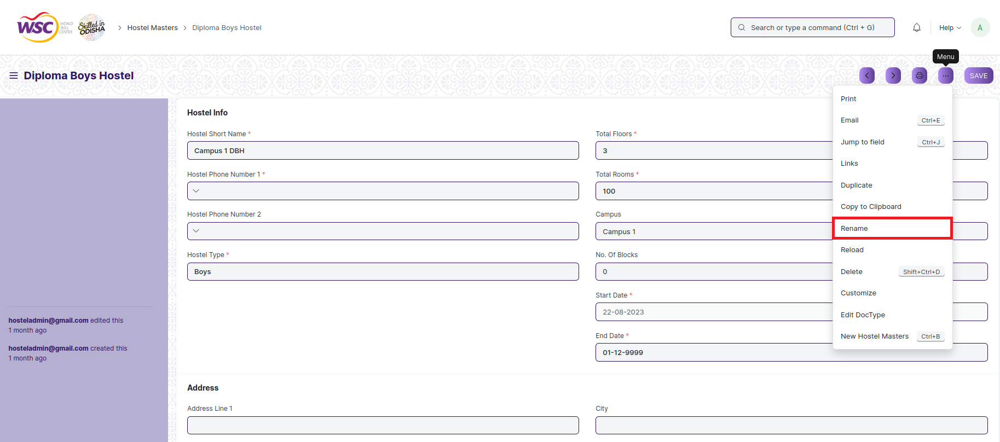 WSC WORLD SKILL CENTER
Skilled in ODISHA
Hostel Masters
Diploma Boys Hostel
Search or type a command (Ctrl + G)
Help
A
Menu
Diploma Boys Hostel
SAVE
Print
Email Ctrl+E
Jump to field Ctrl+J
Links
Duplicate
Copy to Clipboard
Rename
Reload
Delete Shift+Ctrl+D
Customize
Edit DocType
New Hostel Masters Ctrl+B
hosteladmin@gmail.com edited this
1 month ago
hosteladmin@gmail.com created this
1 month ago
Hostel Info
Hostel Short Name *
Campus 1 DBH
Hostel Phone Number 1 *
Hostel Phone Number 2
Hostel Type *
Boys
Total Floors *
3
Total Rooms *
100
Campus
Campus 1
No. Of Blocks
0
Start Date *
22-08-2023
End Date *
01-12-9999
Address
Address Line 1
City